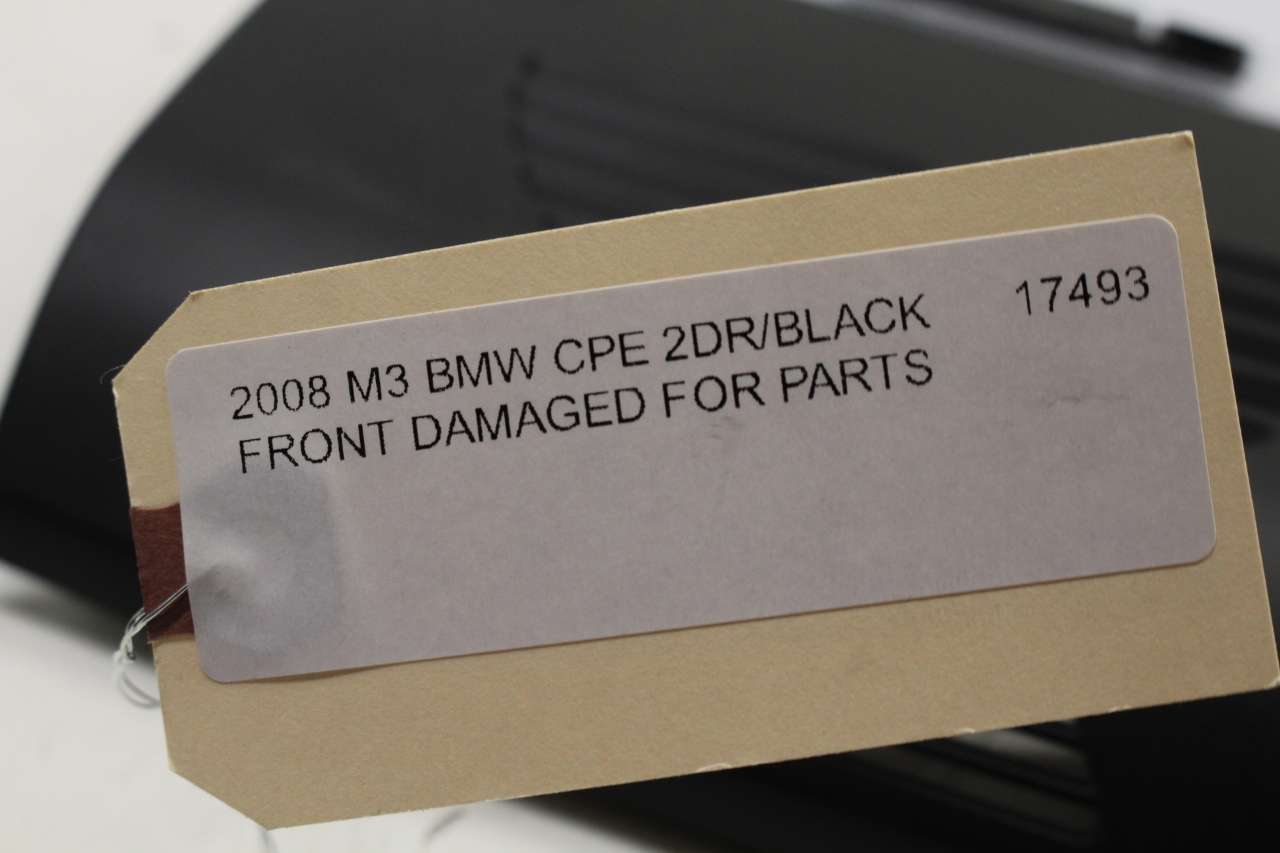 2008 M3 BMW CPE 2DR/BLACK 17493
FRONT DAMAGED FOR PARTS